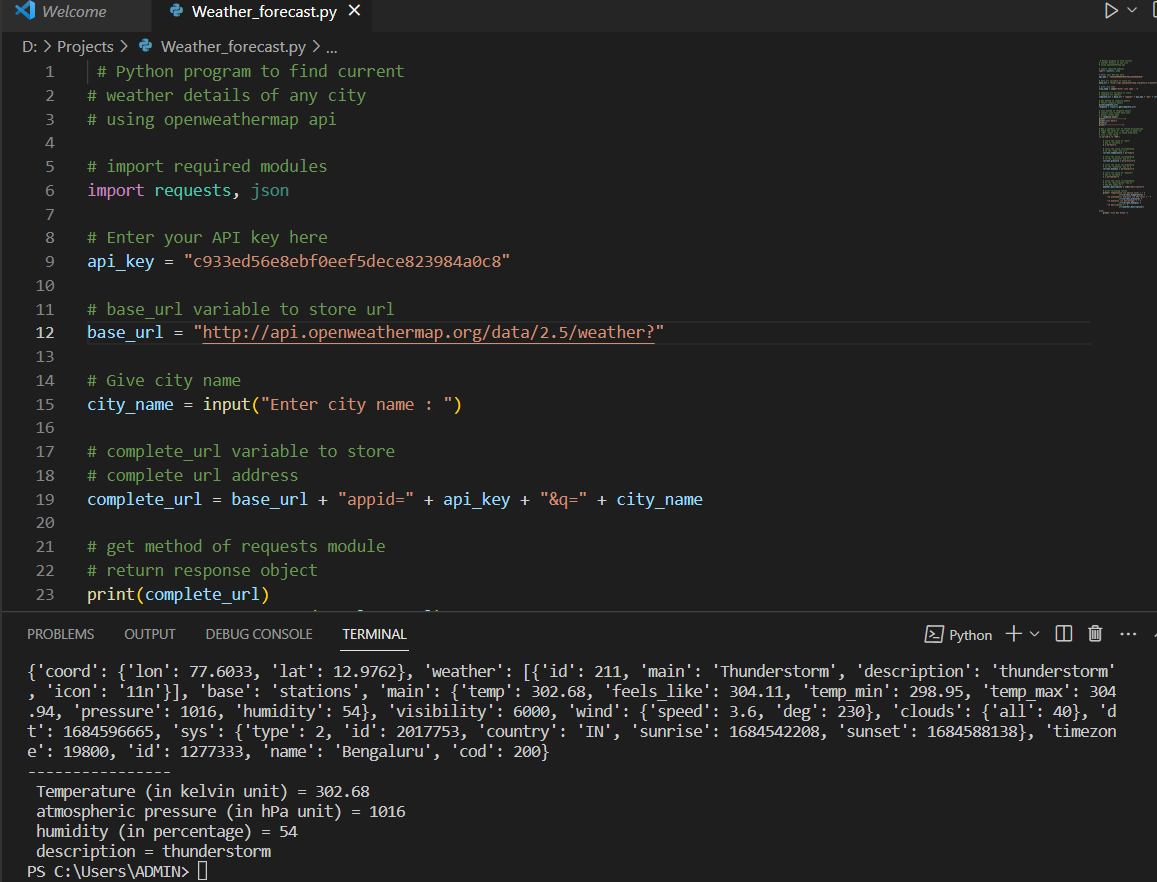 Welcome
Weather_forecast.py
D: > Projects > Weather_forecast.py > ...
1 # Python program to find current
2 # weather details of any city
3 # using openweathermap api
4
5 # import required modules
6 import requests, json
7
8 # Enter your API key here
9 api_key = "c933ed56e8ebf0eef5dece823984a0c8"
10
11 # base_url variable to store url
12 base_url = "http://api.openweathermap.org/data/2.5/weather?"
13
14 # Give city name
15 city_name = input("Enter city name : ")
16
17 # complete_url variable to store
18 # complete url address
19 complete_url = base_url + "appid=" + api_key + "&q=" + city_name
20
21 # get method of requests module
22 # return response object
23 print(complete_url)
PROBLEMS OUTPUT DEBUG CONSOLE TERMINAL Python
{'coord': {'lon': 77.6033, 'lat': 12.9762}, 'weather': [{'id': 211, 'main': 'Thunderstorm', 'description': 'thunderstorm'
, 'icon': '11n'}], 'base': 'stations', 'main': {'temp': 302.68, 'feels_like': 304.11, 'temp_min': 298.95, 'temp_max': 304
.94, 'pressure': 1016, 'humidity': 54}, 'visibility': 6000, 'wind': {'speed': 3.6, 'deg': 230}, 'clouds': {'all': 40}, 'd
t': 1684596665, 'sys': {'type': 2, 'id': 2017753, 'country': 'IN', 'sunrise': 1684542208, 'sunset': 1684588138}, 'timezon
e': 19800, 'id': 1277333, 'name': 'Bengaluru', 'cod': 200}
----------------
Temperature (in kelvin unit) = 302.68
atmospheric pressure (in hPa unit) = 1016
humidity (in percentage) = 54
description = thunderstorm
PS C:\Users\ADMIN>